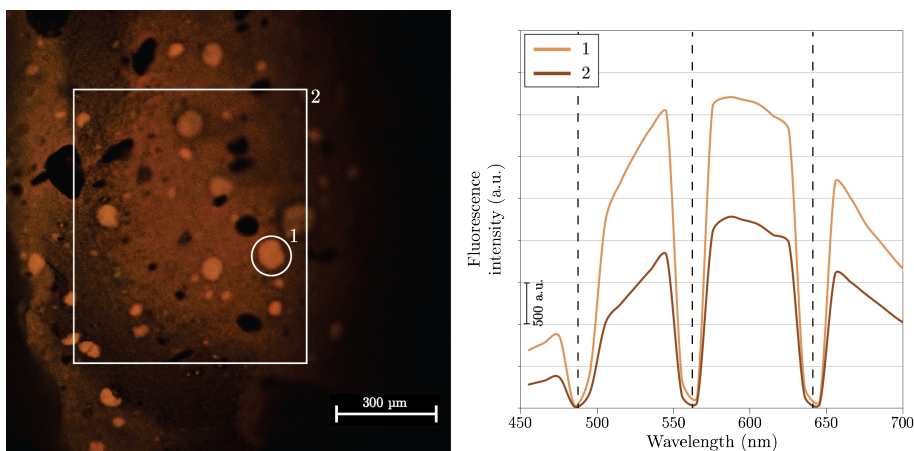 2
1
300 µm
1
2
Fluorescence
intensity (a.u.)
500 a.u.
450 500 550 600 650 700
Wavelength (nm)